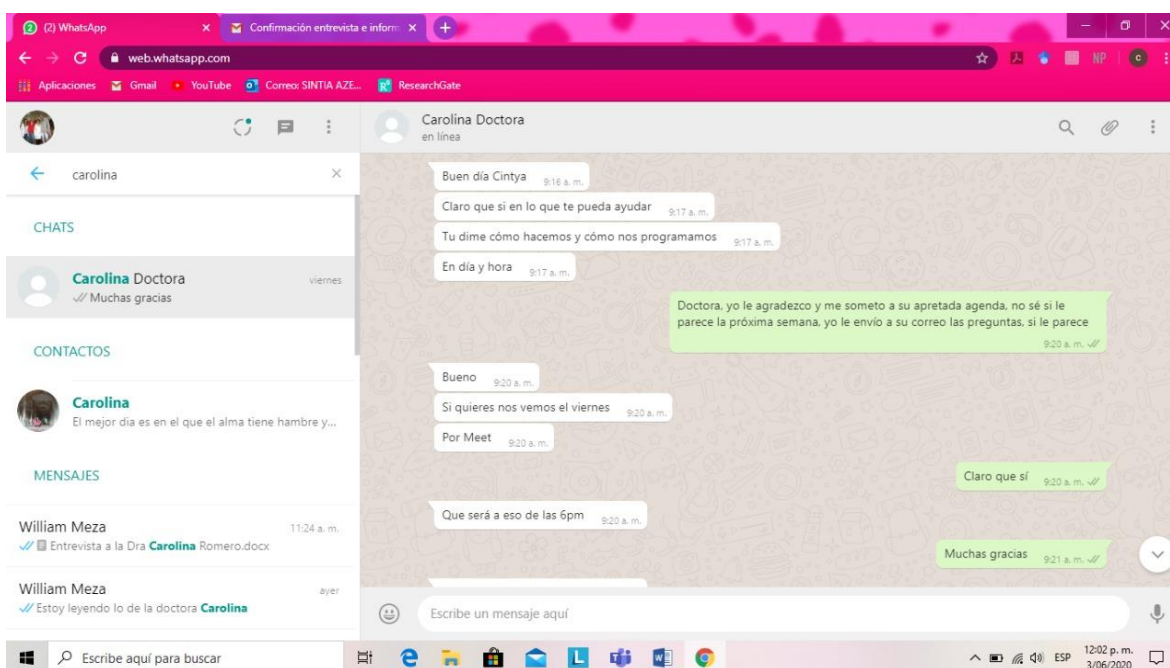 (2) WhatsApp
Confirmación entrevista e inform
web.whatsapp.com
NP
c
Aplicaciones
Gmail
YouTube
Correo: SINTIA AZE...
ResearchGate
carolina
CHATS
Carolina Doctora
viernes
Muchas gracias
CONTACTOS
Carolina
El mejor dia es en el que el alma tiene hambre y...
MENSAJES
William Meza
11:24 a. m.
Entrevista a la Dra Carolina Romero.docx
William Meza
ayer
Estoy leyendo lo de la doctora Carolina
Carolina Doctora
en línea
Buen día Cintya 9:16 a. m.
Claro que si en lo que te pueda ayudar 9:17 a. m.
Tu dime cómo hacemos y cómo nos programamos 9:17 a. m.
En día y hora 9:17 a. m.
Doctora, yo le agradezco y me someto a su apretada agenda, no sé si le
parece la próxima semana, yo le envío a su correo las preguntas, si le parece
9:20 a. m.
Bueno 9:20 a. m.
Si quieres nos vemos el viernes 9:20 a. m.
Por Meet 9:20 a. m.
Claro que sí 9:20 a. m.
Que será a eso de las 6pm 9:20 a. m.
Muchas gracias 9:21 a. m.
Escribe un mensaje aquí
Escribe aquí para buscar
ESP
12:02 p. m.
3/06/2020